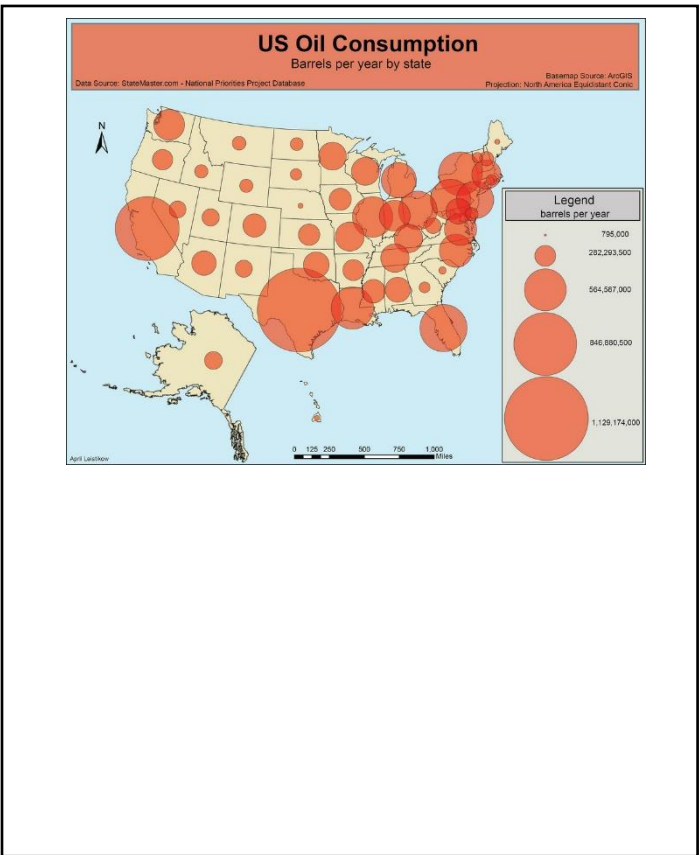 US Oil Consumption
Barrels per year by state
Data Source: StateMaster.com - National Priorities Project Database
Basemap Source: ArcGIS
Projection: North America Equidistant Conic
N
Legend
barrels per year
795,000
282,293,500
564,587,000
846,880,500
1,129,174,000
0 125 250 500 750 1,000
Miles
April Leistikow